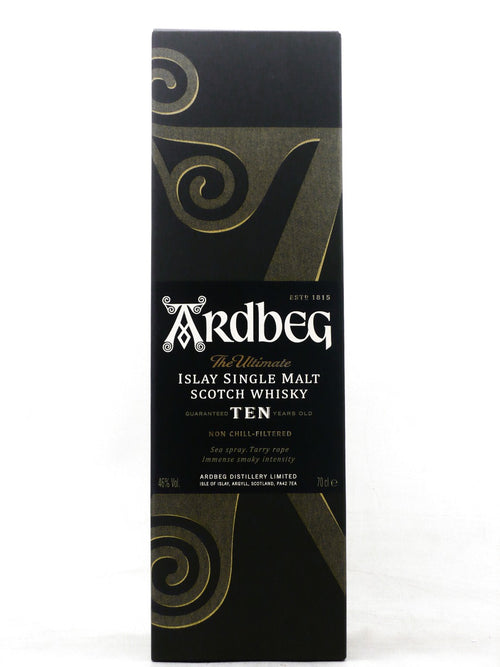 ESTD 1815
ARDBEG
The Ultimate
ISLAY SINGLE MALT
SCOTCH WHISKY
GUARANTEED TEN YEARS OLD
NON CHILL-FILTERED
Sea spray. Tarry rope
Immense smoky intensity
46% Vol. ARDBEG DISTILLERY LIMITED 70 cl e
ISLE OF ISLAY, ARGYLL, SCOTLAND, PA42 7EA